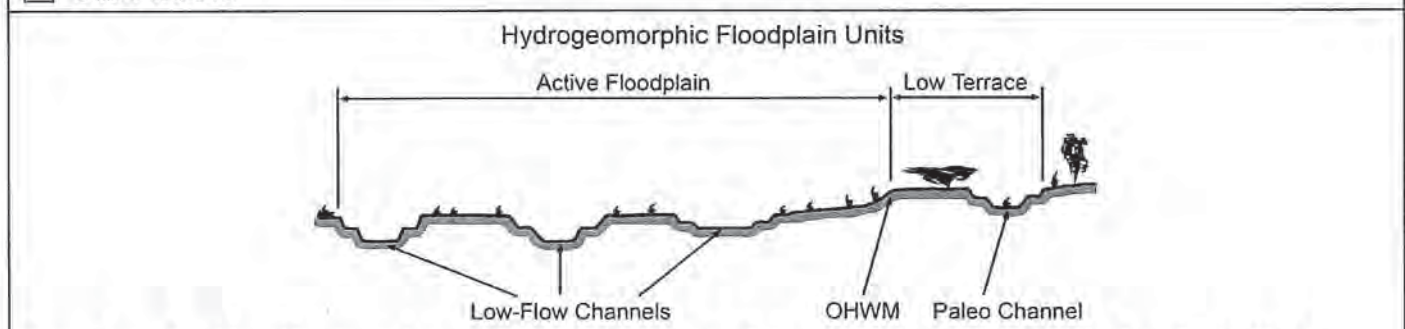 Hydrogeomorphic Floodplain Units
Active Floodplain
Low Terrace
Low-Flow Channels
OHWM
Paleo Channel